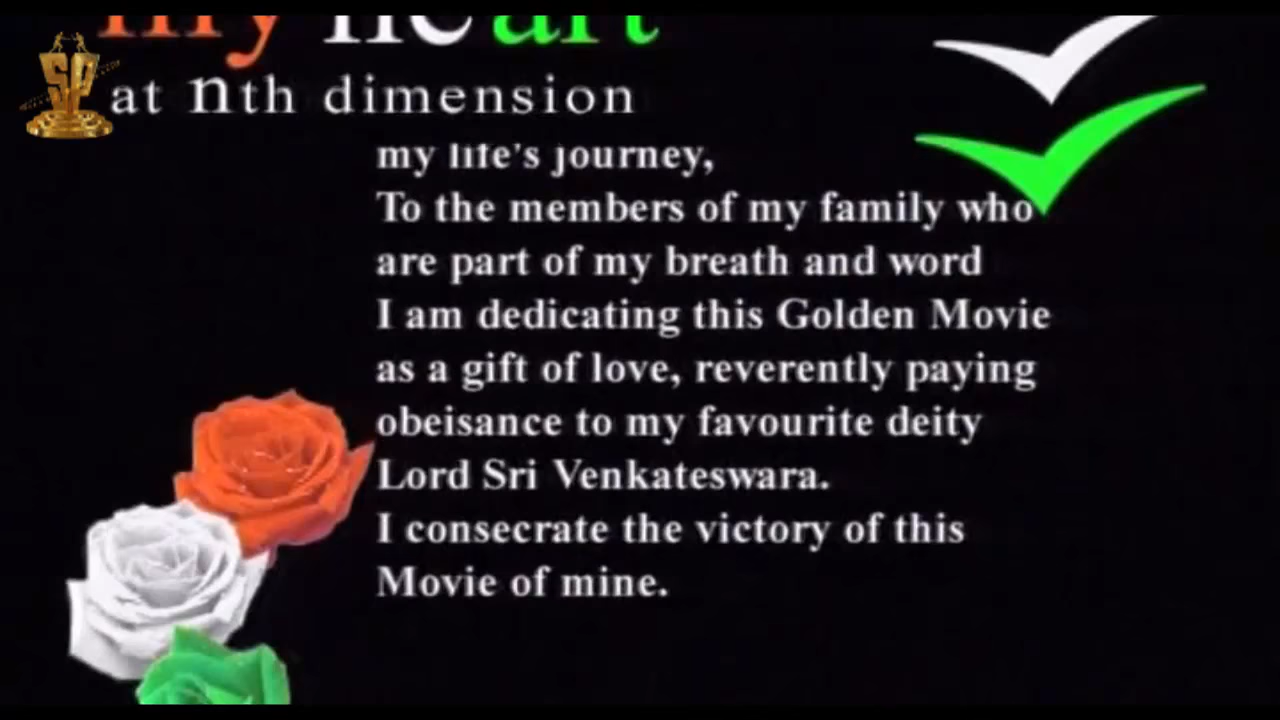 my heart
at nth dimension
SP
my life's journey,
To the members of my family who
are part of my breath and word
I am dedicating this Golden Movie
as a gift of love, reverently paying
obeisance to my favourite deity
Lord Sri Venkateswara.
I consecrate the victory of this
Movie of mine.